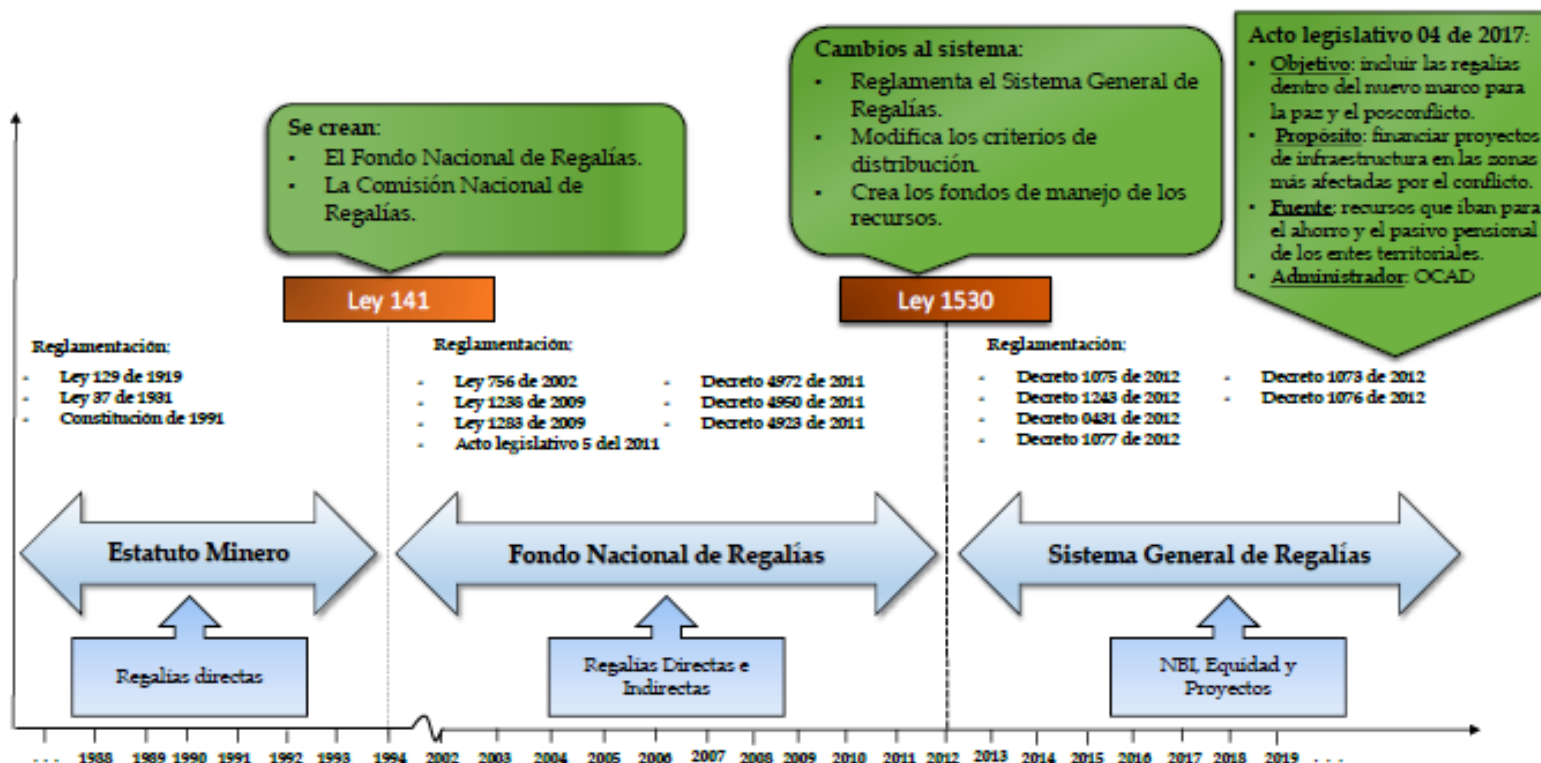 Se crean:
• El Fondo Nacional de Regalías.
• La Comisión Nacional de
Regalías.
Cambios al sistema:
• Reglamenta el Sistema General de
Regalías.
• Modifica los criterios de
distribución.
• Crea los fondos de manejo de los
recursos.
Acto legislativo 04 de 2017:
• Objetivo: incluir las regalías
dentro del nuevo marco para
la paz y el posconflicto.
• Propósito: financiar proyectos
de infraestructura en las zonas
más afectadas por el conflicto.
• Fuente: recursos que iban para
el ahorro y el pasivo pensional
de los entes territoriales.
• Administrador: OCAD
Ley 141
Ley 1530
Reglamentación:
- Ley 129 de 1919
- Ley 37 de 1931
- Constitución de 1991
Reglamentación:
- Ley 756 de 2002
- Ley 1238 de 2009
- Ley 1283 de 2009
- Acto legislativo 5 del 2011
- Decreto 4972 de 2011
- Decreto 4950 de 2011
- Decreto 4923 de 2011
Reglamentación:
- Decreto 1075 de 2012
- Decreto 1243 de 2012
- Decreto 0431 de 2012
- Decreto 1077 de 2012
- Decreto 1073 de 2012
- Decreto 1076 de 2012
Estatuto Minero
Fondo Nacional de Regalías
Sistema General de Regalías
Regalías directas
Regalías Directas e
Indirectas
NBI, Equidad y
Proyectos
. . . 1988 1989 1990 1991 1992 1993 1994 2002 2003 2004 2005 2006 2007 2008 2009 2010 2011 2012 2013 2014 2015 2016 2017 2018 2019 . . .